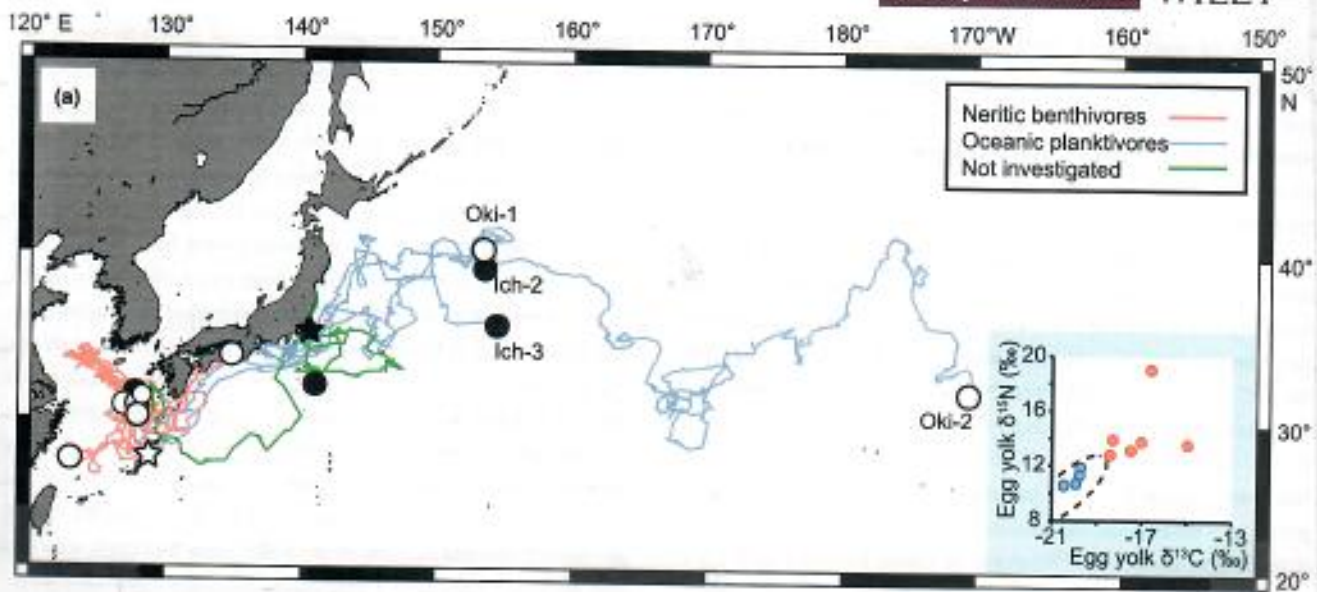 120° E 130° 140° 150° 160° 170° 180° 170°W 160° 150°
50°
N
(a)
Neritic benthivores
Oceanic planktivores
Not investigated
Oki-1
40°
Ich-2
Ich-3
Oki-2
30°
20
16
12
8
Egg yolk δ¹⁵N (‰)
-21 -17 -13
Egg yolk δ¹³C (‰)
20°